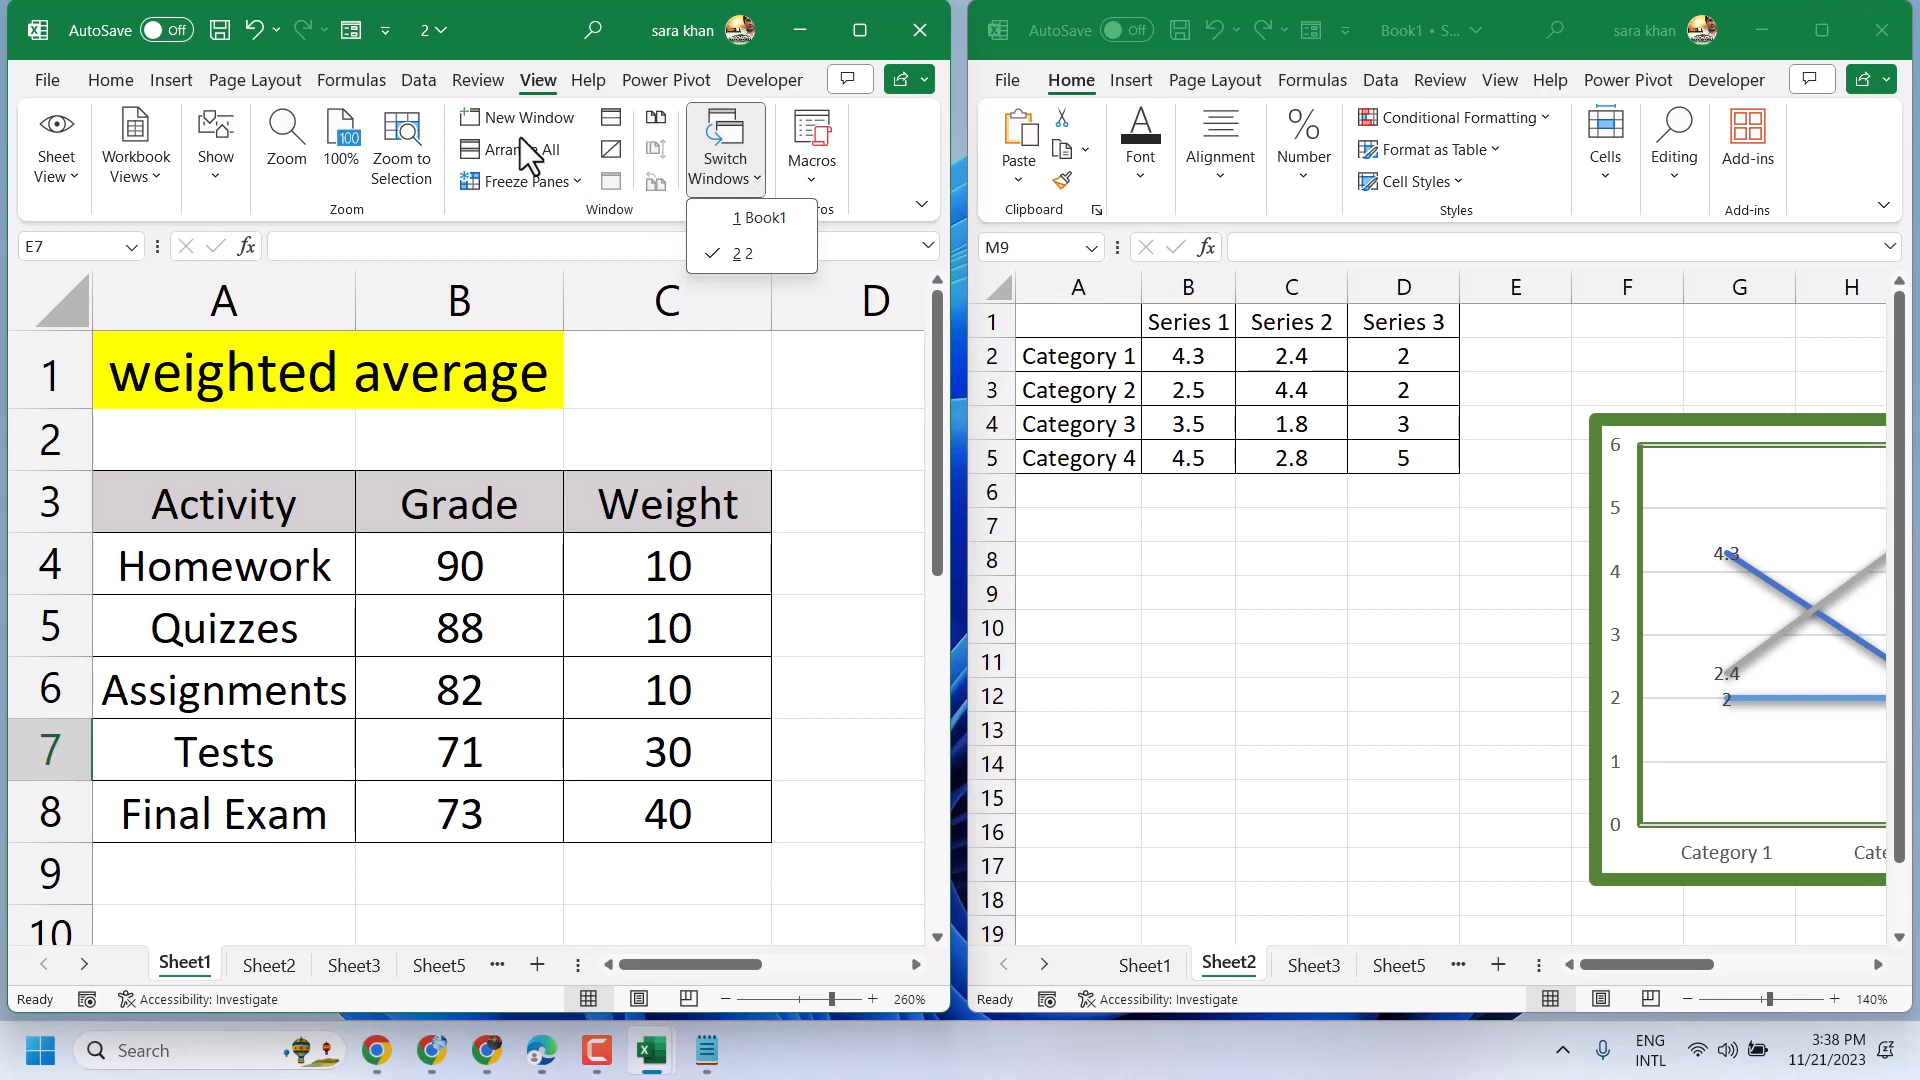 AutoSave Off 2 sara khan
File Home Insert Page Layout Formulas Data Review View Help Power Pivot Developer
Sheet View
Workbook Views
Show
Zoom
100
100%
Zoom to Selection
Zoom
New Window
Arrange All
Freeze Panes
Window
Switch Windows
Macros
1 Book1
2 2
E7
fx
A B C D
1 weighted average
2
3 Activity Grade Weight
4 Homework 90 10
5 Quizzes 88 10
6 Assignments 82 10
7 Tests 71 30
8 Final Exam 73 40
9
10
Sheet1 Sheet2 Sheet3 Sheet5
Ready Accessibility: Investigate 260%
AutoSave Off Book1 • S... sara khan
File Home Insert Page Layout Formulas Data Review View Help Power Pivot Developer
Paste
Clipboard
Font
Alignment
Number
Conditional Formatting
Format as Table
Cell Styles
Styles
Cells
Editing
Add-ins
Add-ins
M9
fx
A B C D E F G H
1 Series 1 Series 2 Series 3
2 Category 1 4.3 2.4 2
3 Category 2 2.5 4.4 2
4 Category 3 3.5 1.8 3
5 Category 4 4.5 2.8 5
6
7
8
9
10
11
12
13
14
15
16
17
18
19
6
5
4
3
2
1
0
4.3
2.4
2
Category 1
Sheet1 Sheet2 Sheet3 Sheet5
Ready Accessibility: Investigate 140%
Search
ENG
INTL
3:38 PM
11/21/2023